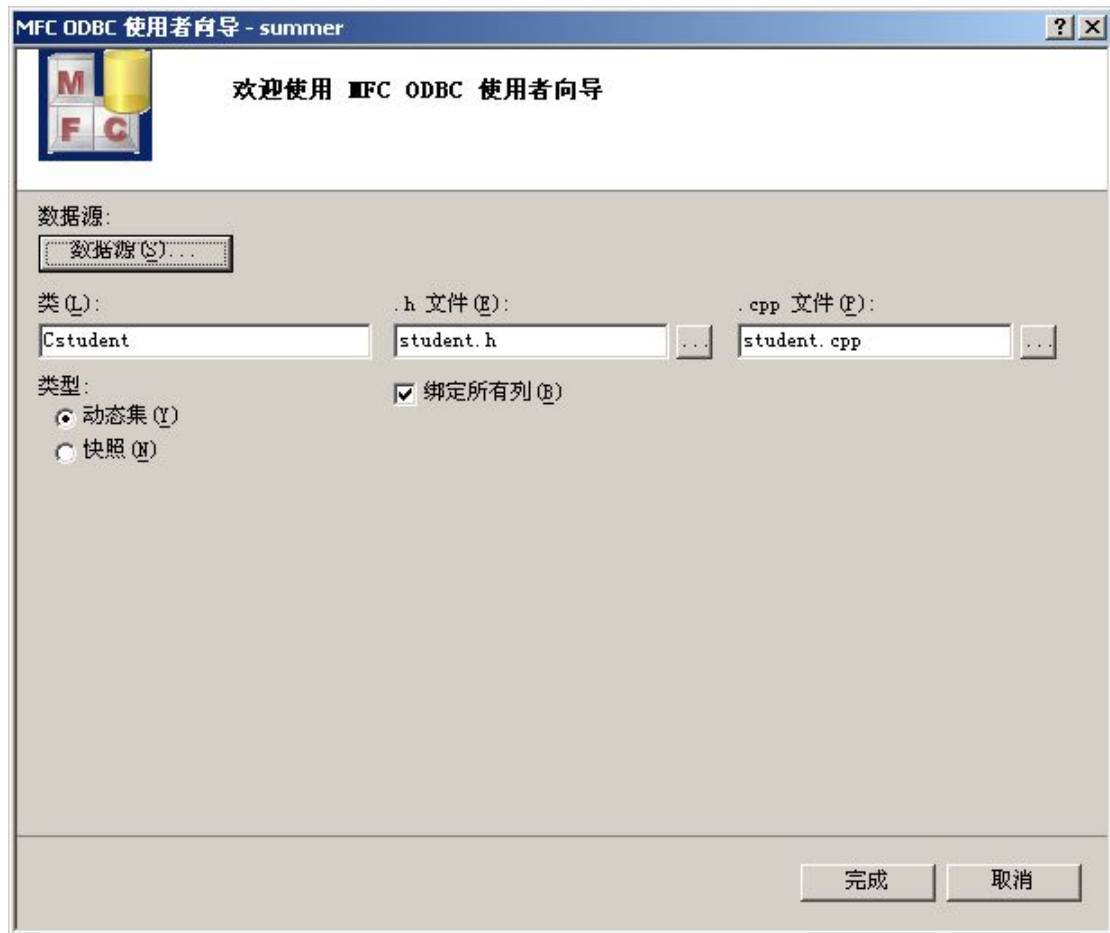 MFC ODBC 使用者向导 - summer
M
F C
欢迎使用 MFC ODBC 使用者向导
数据源:
数据源(S)...
类(L): .h 文件(E): .cpp 文件(P):
Cstudent student.h ... student.cpp ...
类型: 绑定所有列(B)
动态集(Y)
快照(N)
完成 取消